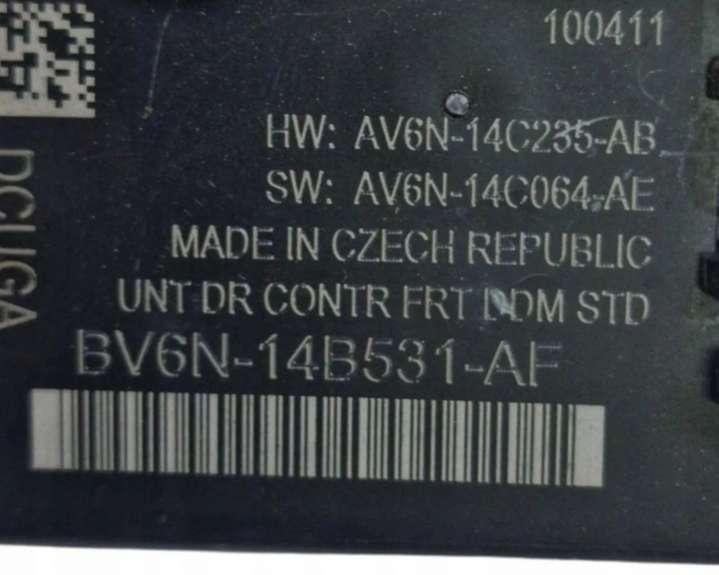 100411
HW: AV6N-14C235-AB
SW: AV6N-14C064-AE
MADE IN CZECH REPUBLIC
UNT DR CONTR FRT DDM STD
BV6N-14B531-AF